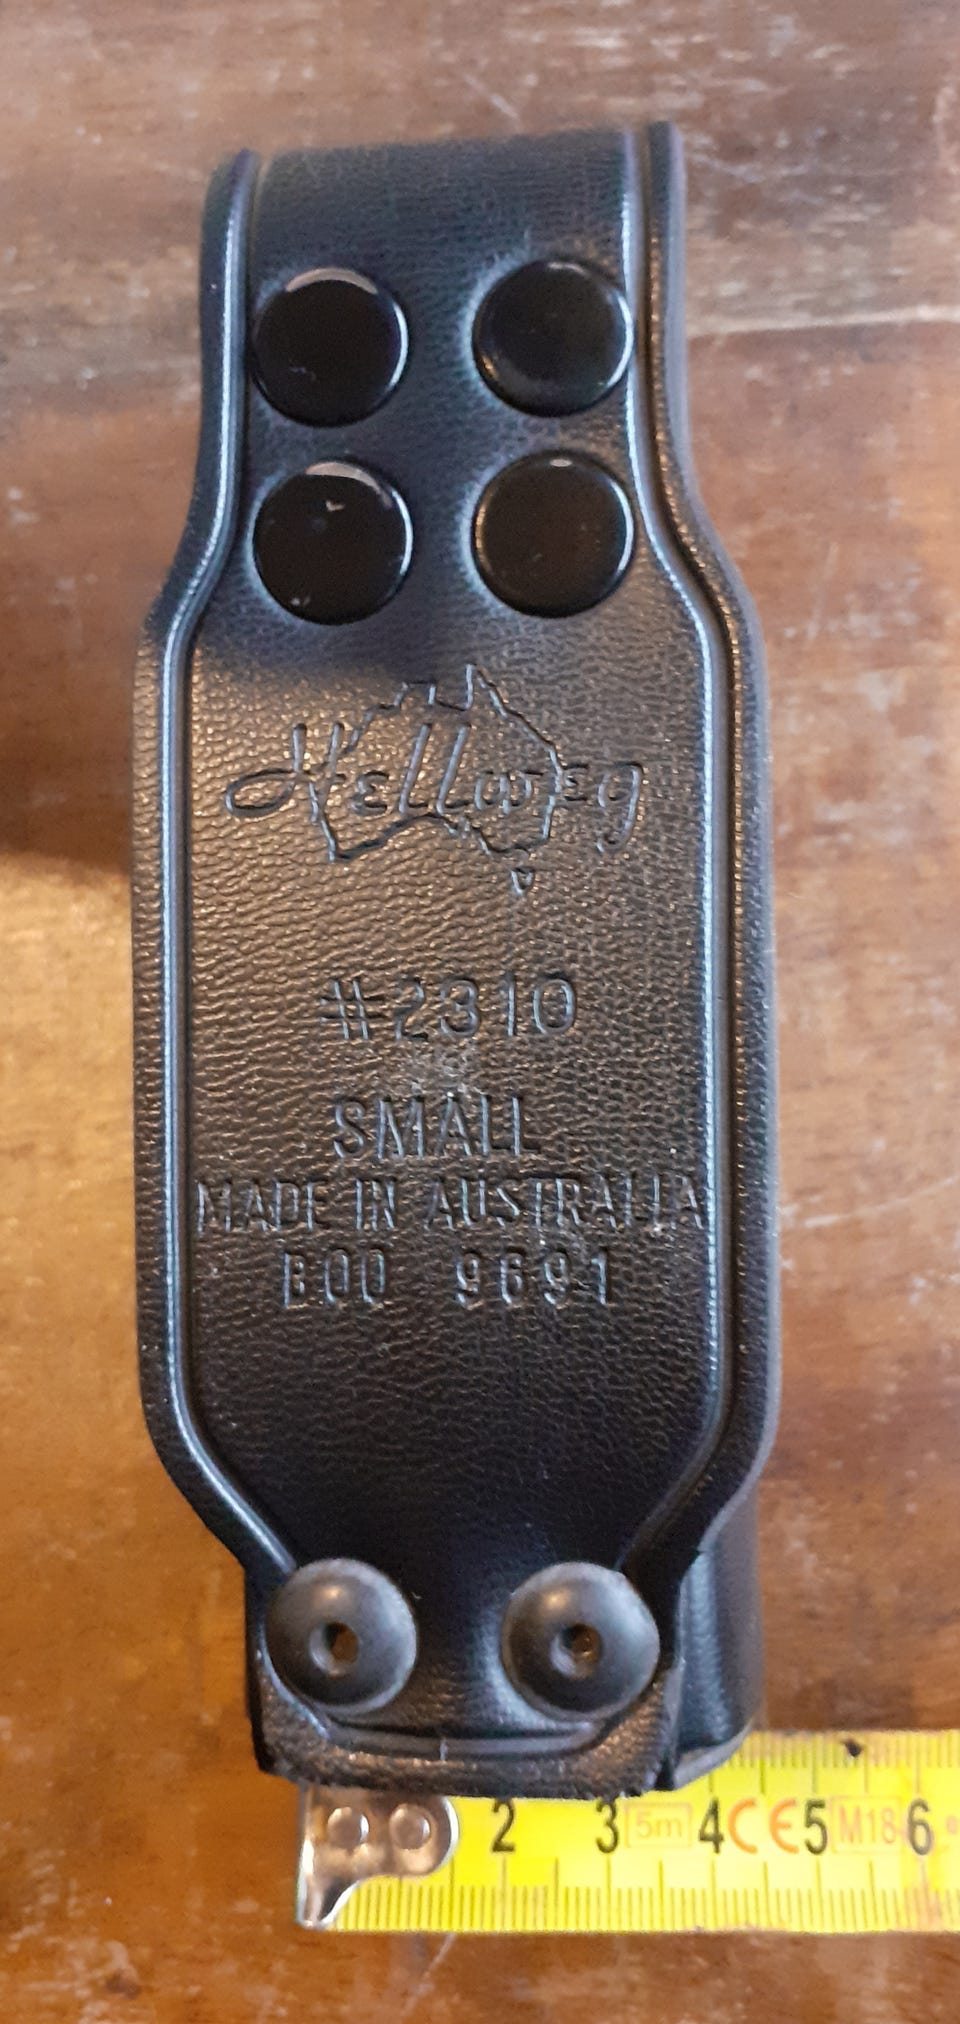 Hellweg
#2310
SMALL
MADE IN AUSTRALIA
B00 9691
2 3 5m 4 CE 5 M18 6